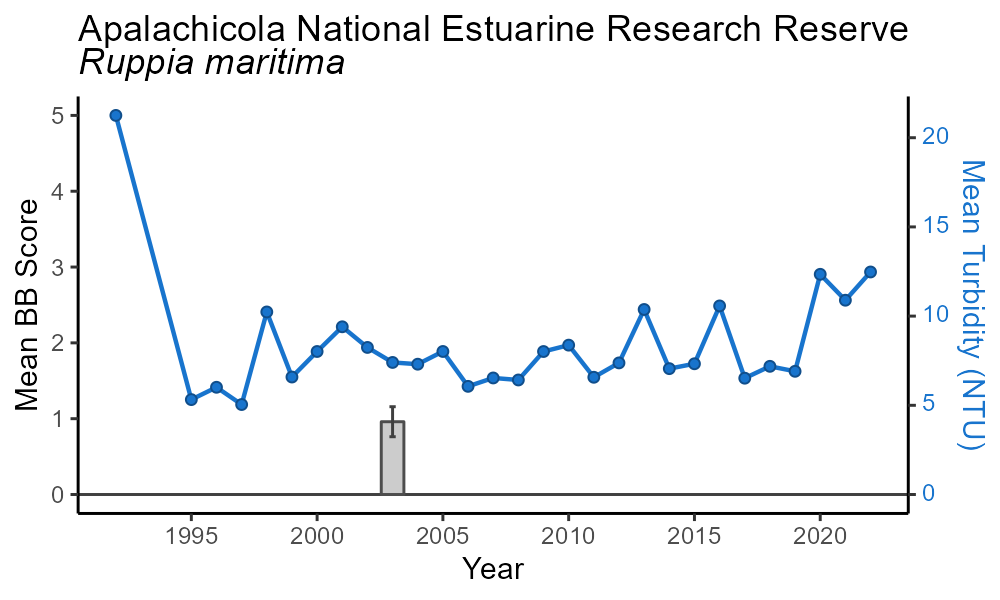 Apalachicola National Estuarine Research Reserve
Ruppia maritima
5
4
3
2
1
0
Mean BB Score
20
15
10
5
0
Mean Turbidity (NTU)
1995 2000 2005 2010 2015 2020
Year